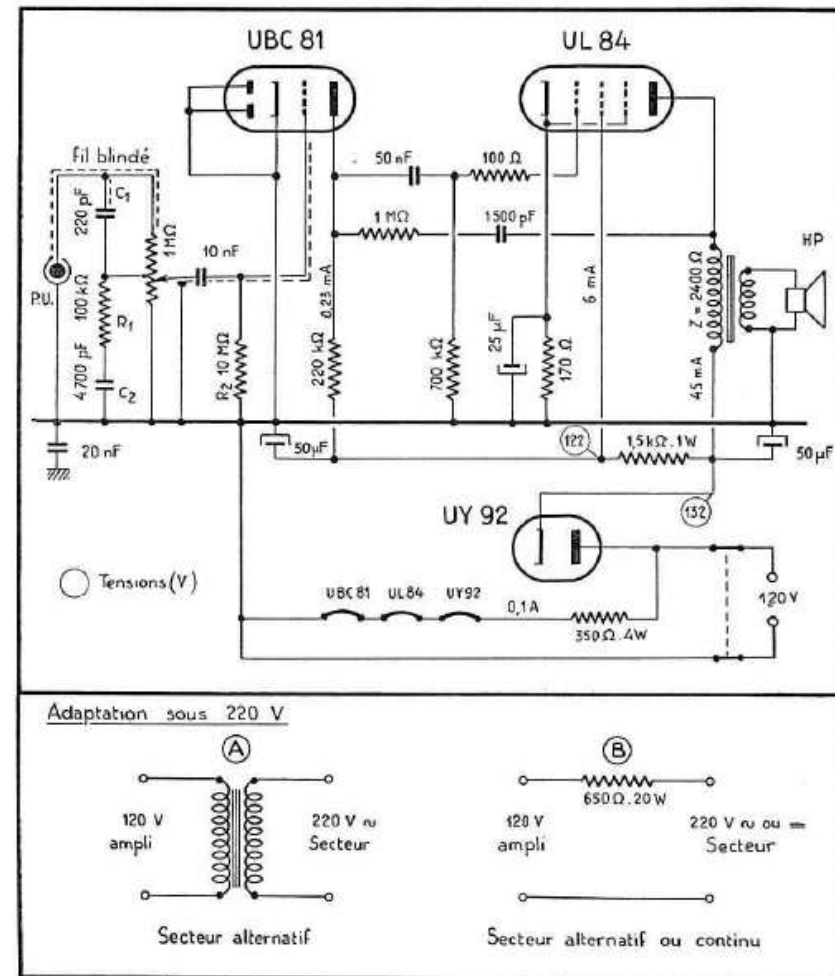 UBC 81
UL 84
fil blindé
50 nF
100 Ω
220 pF
C1
1MΩ
10 nF
1 MΩ
1500 pF
HP
P.U.
100 kΩ
R1
0,23 mA
6 mA
Z = 2400 Ω
4700 pF
C2
R2 10 MΩ
220 kΩ
700 kΩ
25 µF
170 Ω
45 mA
20 nF
50µF
122
1,5 kΩ . 1W
50 µF
132
UY 92
Tensions (V)
UBC 81
UL84
UY92
0,1 A
350 Ω . 4W
120 V
Adaptation sous 220 V
A
B
650 Ω . 20 W
120 V
ampli
220 V ~
Secteur
120 V
ampli
220 V ~ ou =
Secteur
Secteur alternatif
Secteur alternatif ou continu